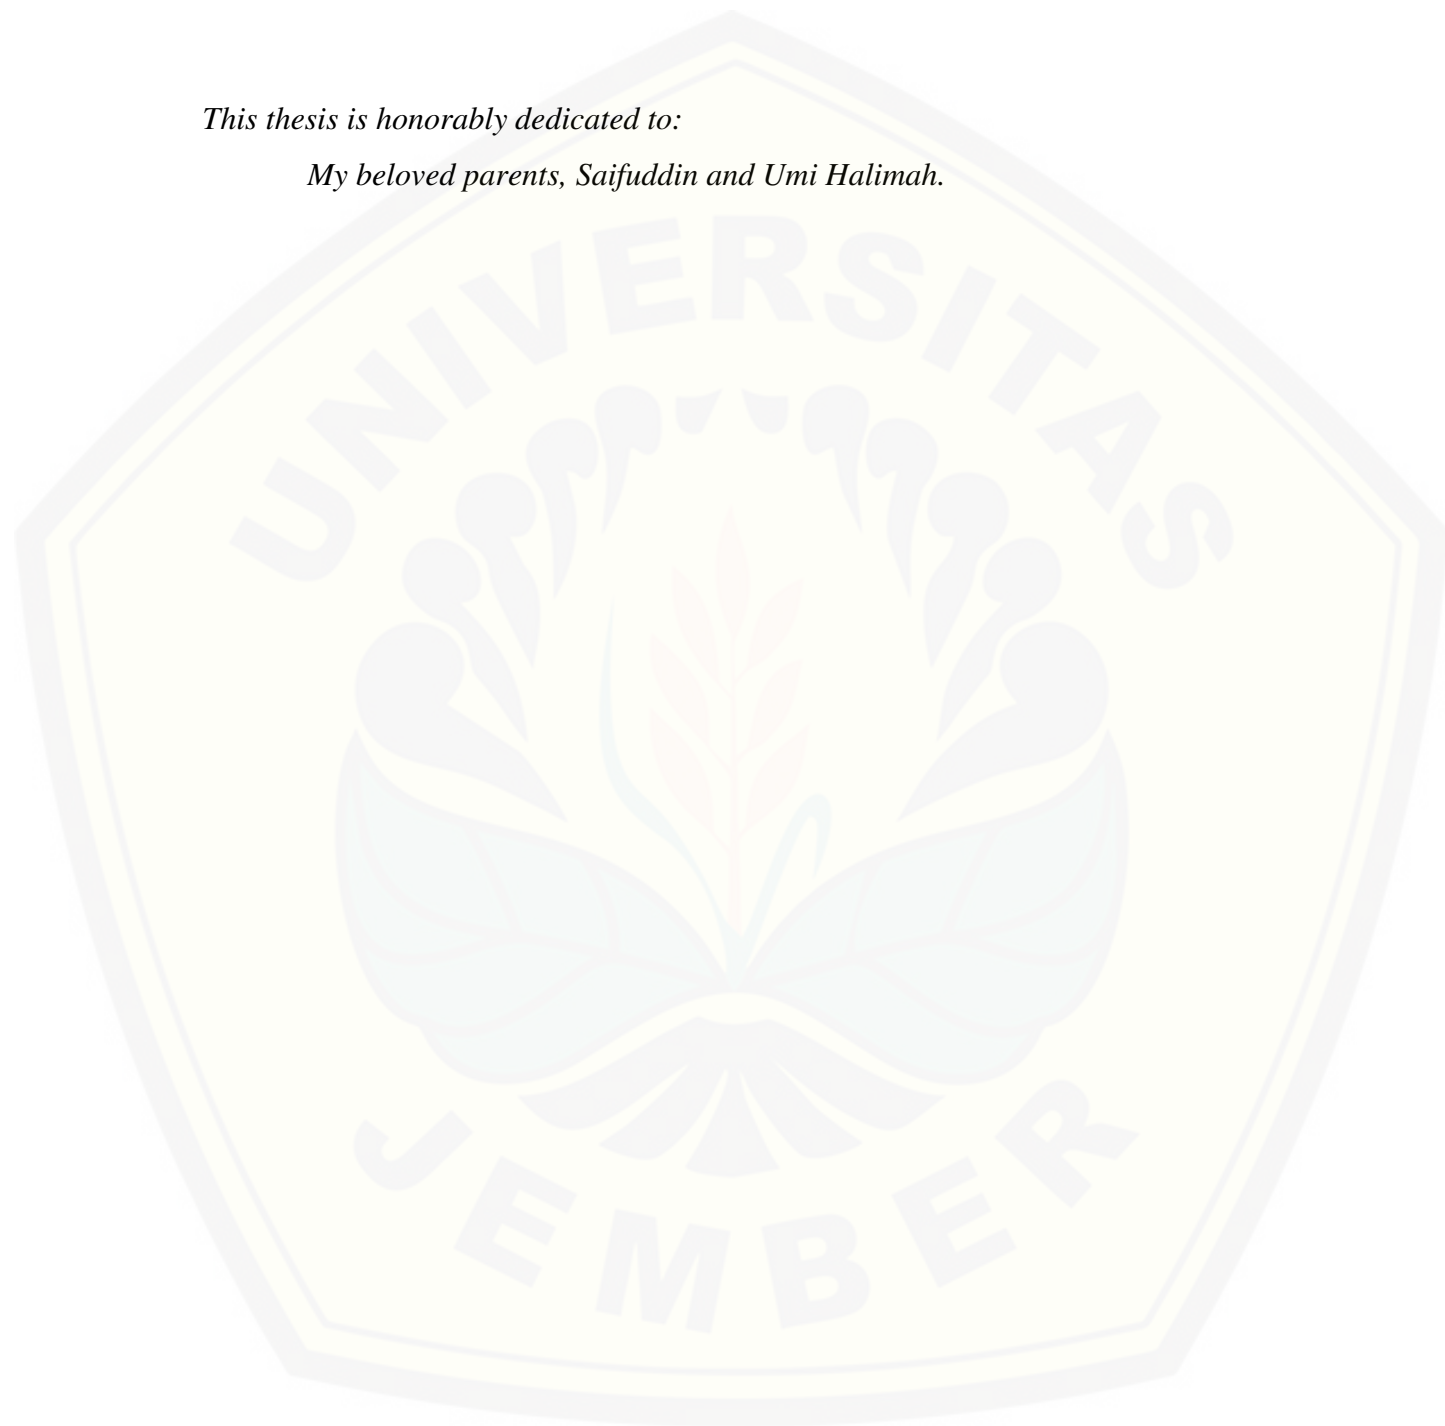 This thesis is honorably dedicated to:
My beloved parents, Saifuddin and Umi Halimah.
UNIVERSITAS
JEMBER